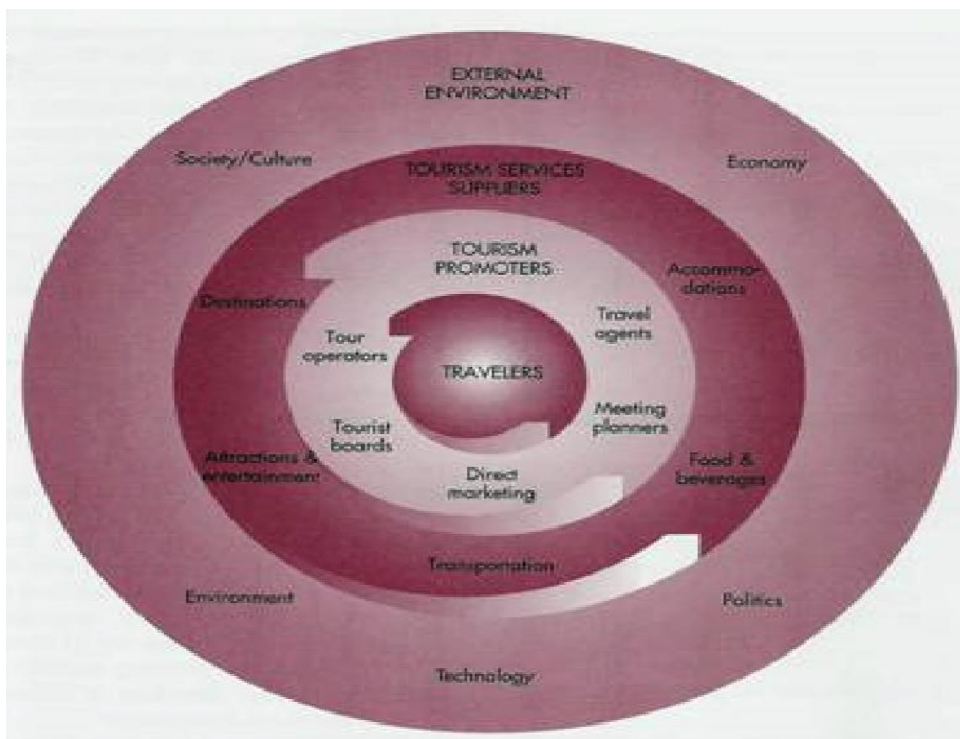 EXTERNAL
ENVIRONMENT
Society/Culture
Economy
TOURISM SERVICES
SUPPLIERS
TOURISM
PROMOTERS
Accommo-
dations
Destinations
Travel
agents
Tour
operators
TRAVELERS
Meeting
planners
Tourist
boards
Attractions &
entertainment
Food &
beverages
Direct
marketing
Transportation
Environment
Politics
Technology